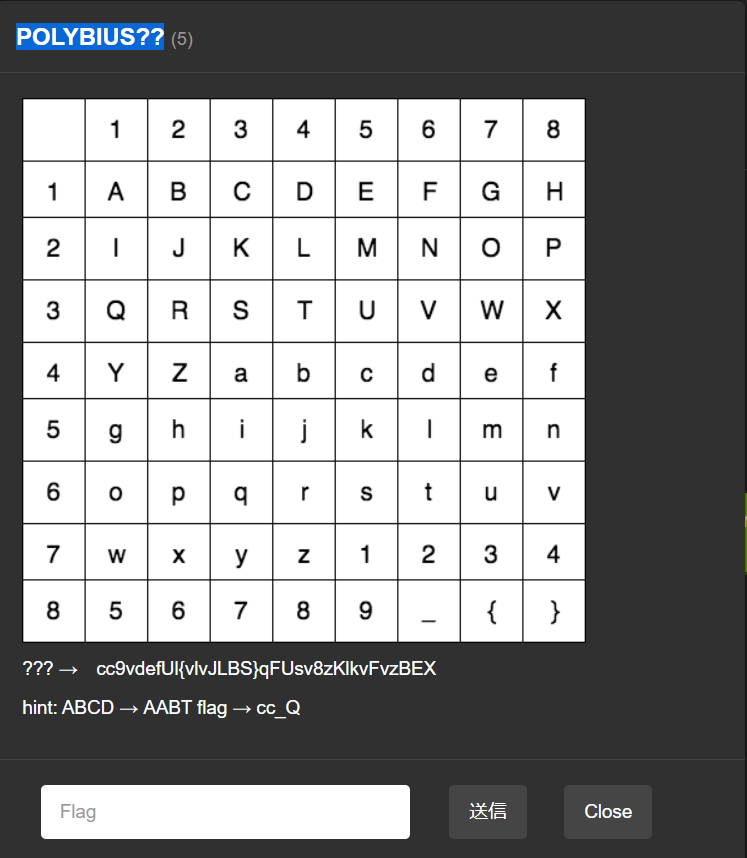 POLYBIUS?? (5)
1 2 3 4 5 6 7 8
1 A B C D E F G H
2 I J K L M N O P
3 Q R S T U V W X
4 Y Z a b c d e f
5 g h i j k l m n
6 o p q r s t u v
7 w x y z 1 2 3 4
8 5 6 7 8 9 _ { }
??? → cc9vdefUl{vlvJLBS}qFUsv8zKlkvFvzBEX
hint: ABCD → AABT flag → cc_Q
Flag
送信
Close